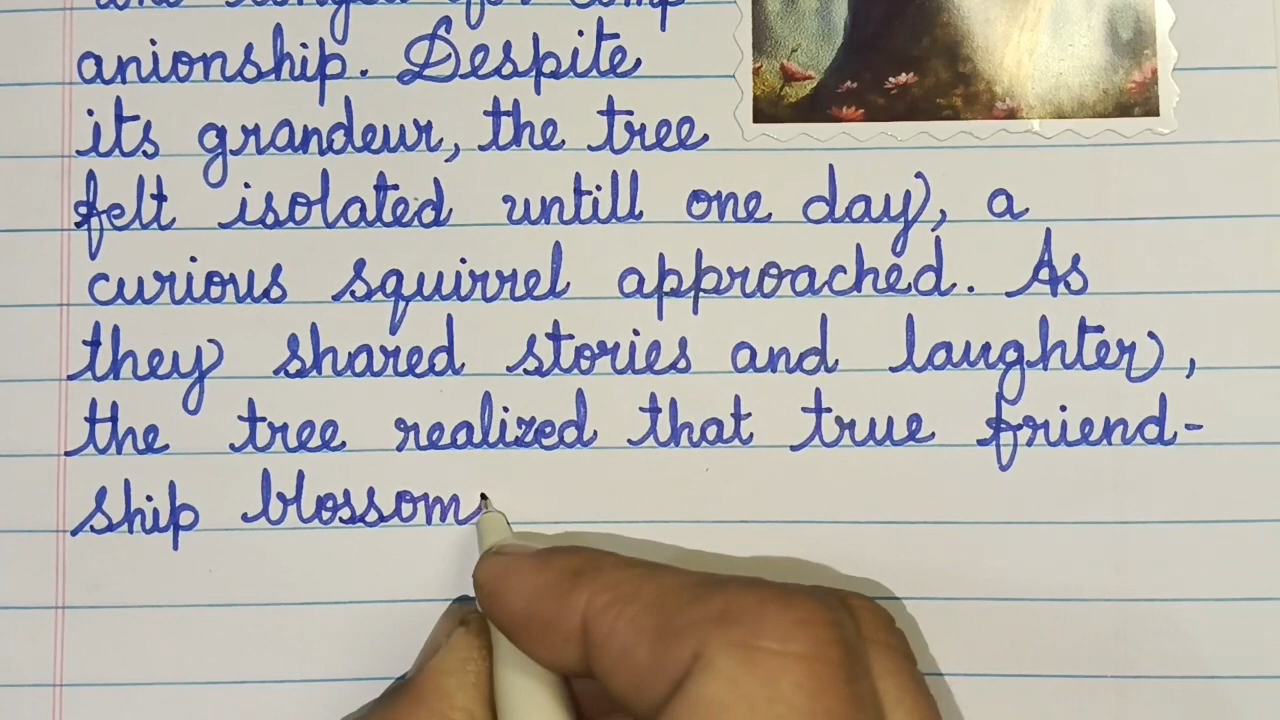 anionship. Despite
its grandeur, the tree
felt isolated untill one day, a
curious squirrel approached. As
they shared stories and laughter,
the tree realized that true friend-
ship blossoms